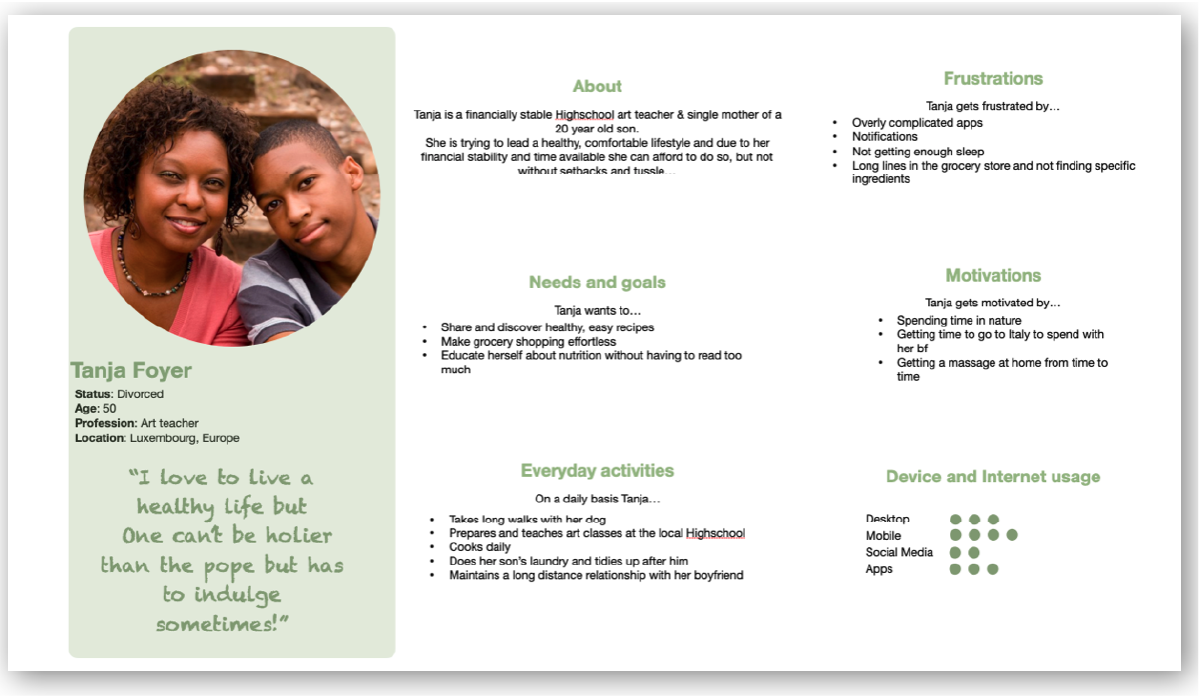 Tanja Foyer
Status: Divorced
Age: 50
Profession: Art teacher
Location: Luxembourg, Europe
“I love to live a
healthy life but
One can't be holier
than the pope but has
to indulge
sometimes!”
About
Tanja is a financially stable Highschool art teacher & single mother of a
20 year old son.
She is trying to lead a healthy, comfortable lifestyle and due to her
financial stability and time available she can afford to do so, but not
without setbacks and tussle…
Needs and goals
Tanja wants to…
• Share and discover healthy, easy recipes
• Make grocery shopping effortless
• Educate herself about nutrition without having to read too
much
Everyday activities
On a daily basis Tanja…
• Takes long walks with her dog
• Prepares and teaches art classes at the local Highschool
• Cooks daily
• Does her son's laundry and tidies up after him
• Maintains a long distance relationship with her boyfriend
Frustrations
Tanja gets frustrated by…
• Overly complicated apps
• Notifications
• Not getting enough sleep
• Long lines in the grocery store and not finding specific
ingredients
Motivations
Tanja gets motivated by…
• Spending time in nature
• Getting time to go to Italy to spend with
her bf
• Getting a massage at home from time to
time
Device and Internet usage
Desktop
Mobile
Social Media
Apps